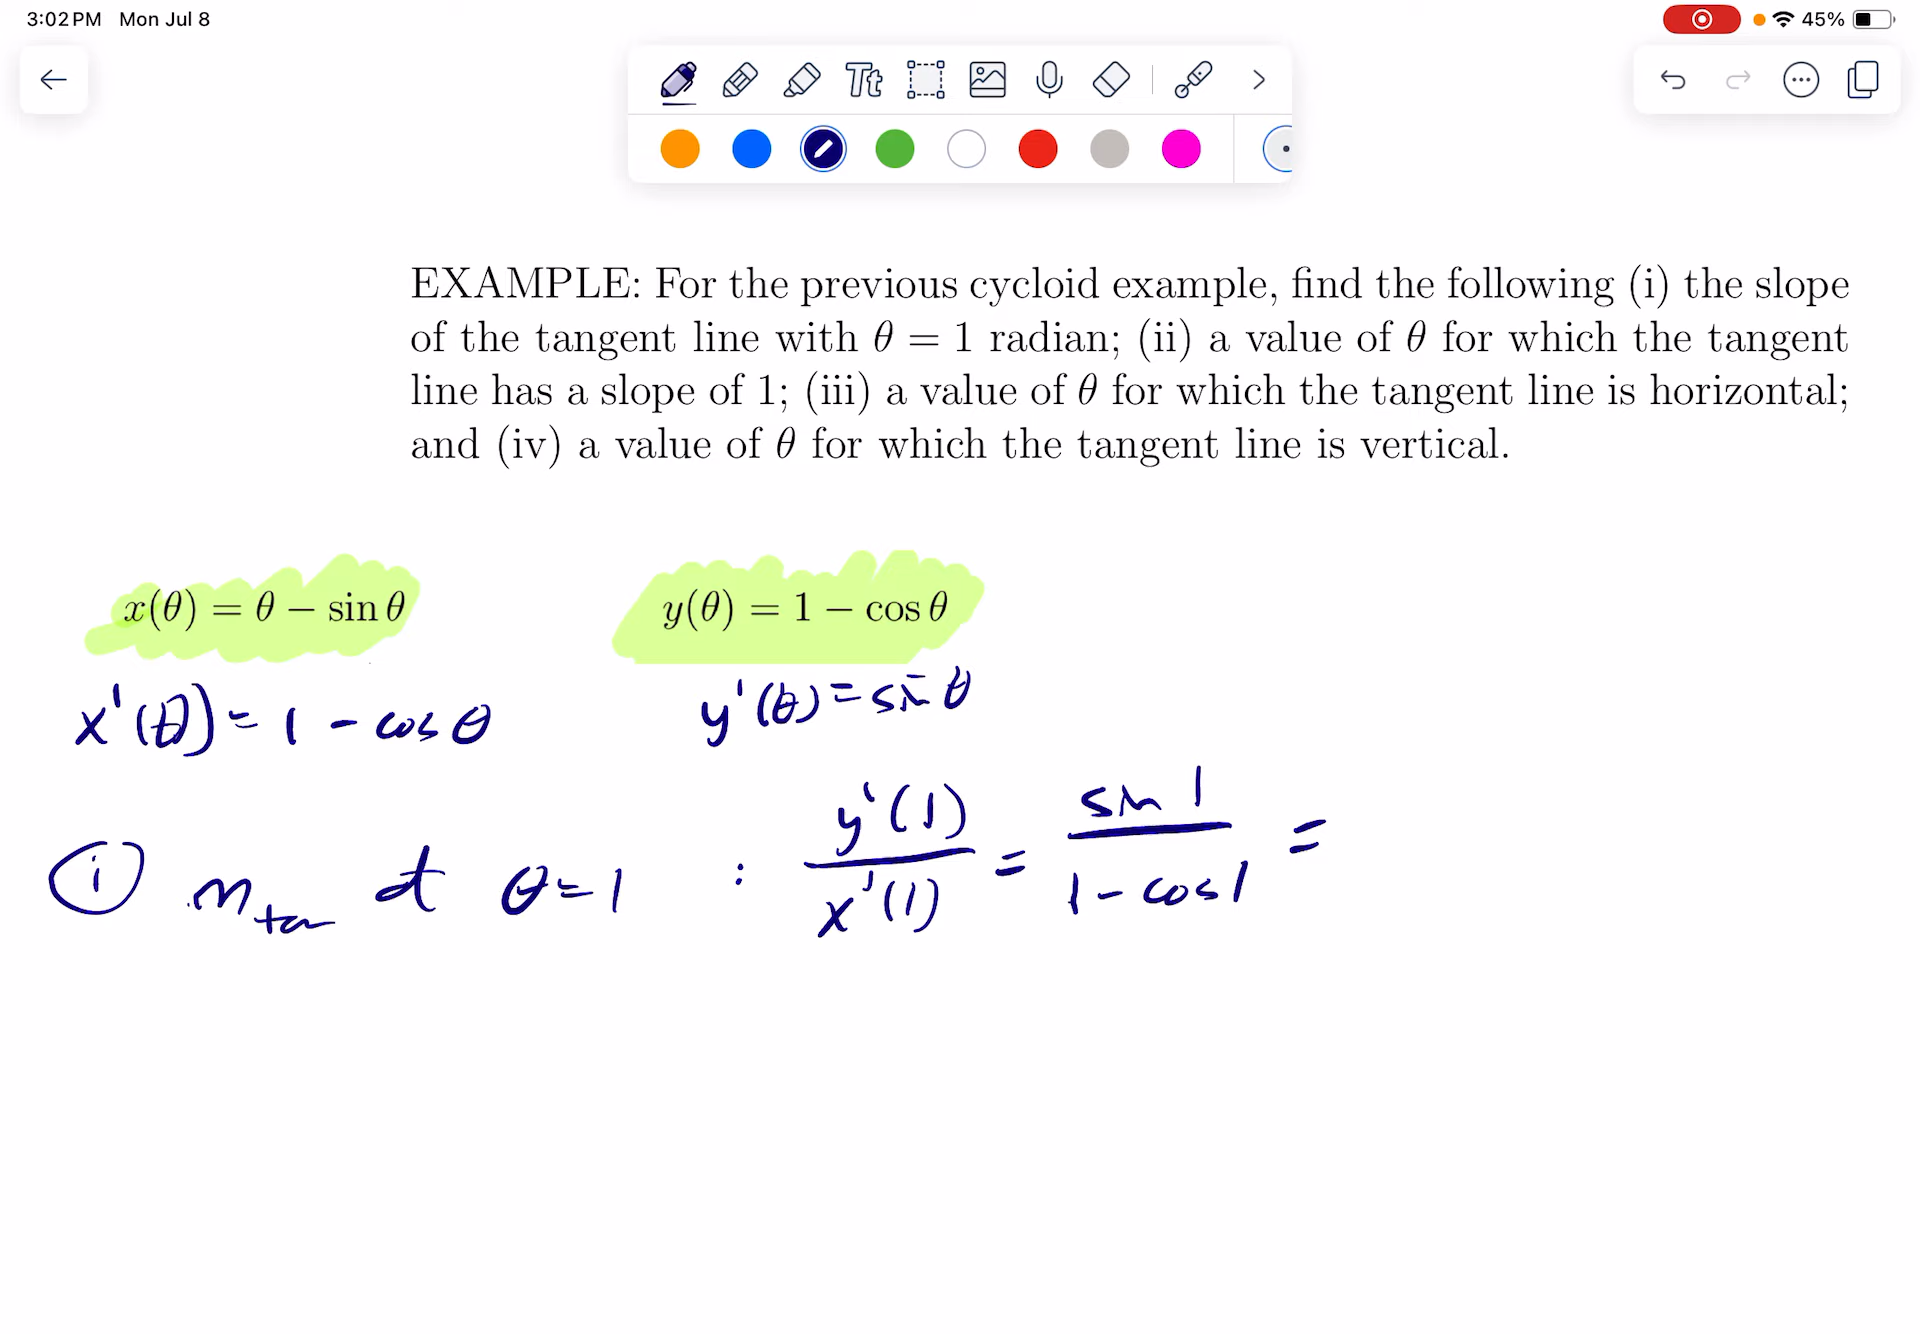 3:02 PM Mon Jul 8
45%
Tt
EXAMPLE: For the previous cycloid example, find the following (i) the slope
of the tangent line with θ = 1 radian; (ii) a value of θ for which the tangent
line has a slope of 1; (iii) a value of θ for which the tangent line is horizontal;
and (iv) a value of θ for which the tangent line is vertical.
x(θ) = θ − sin θ y(θ) = 1 − cos θ
x'(θ) = 1 - cos θ y'(θ) = sin θ
(i) m_tan at θ = 1 : y'(1)/x'(1) = sin 1/(1 - cos 1) =